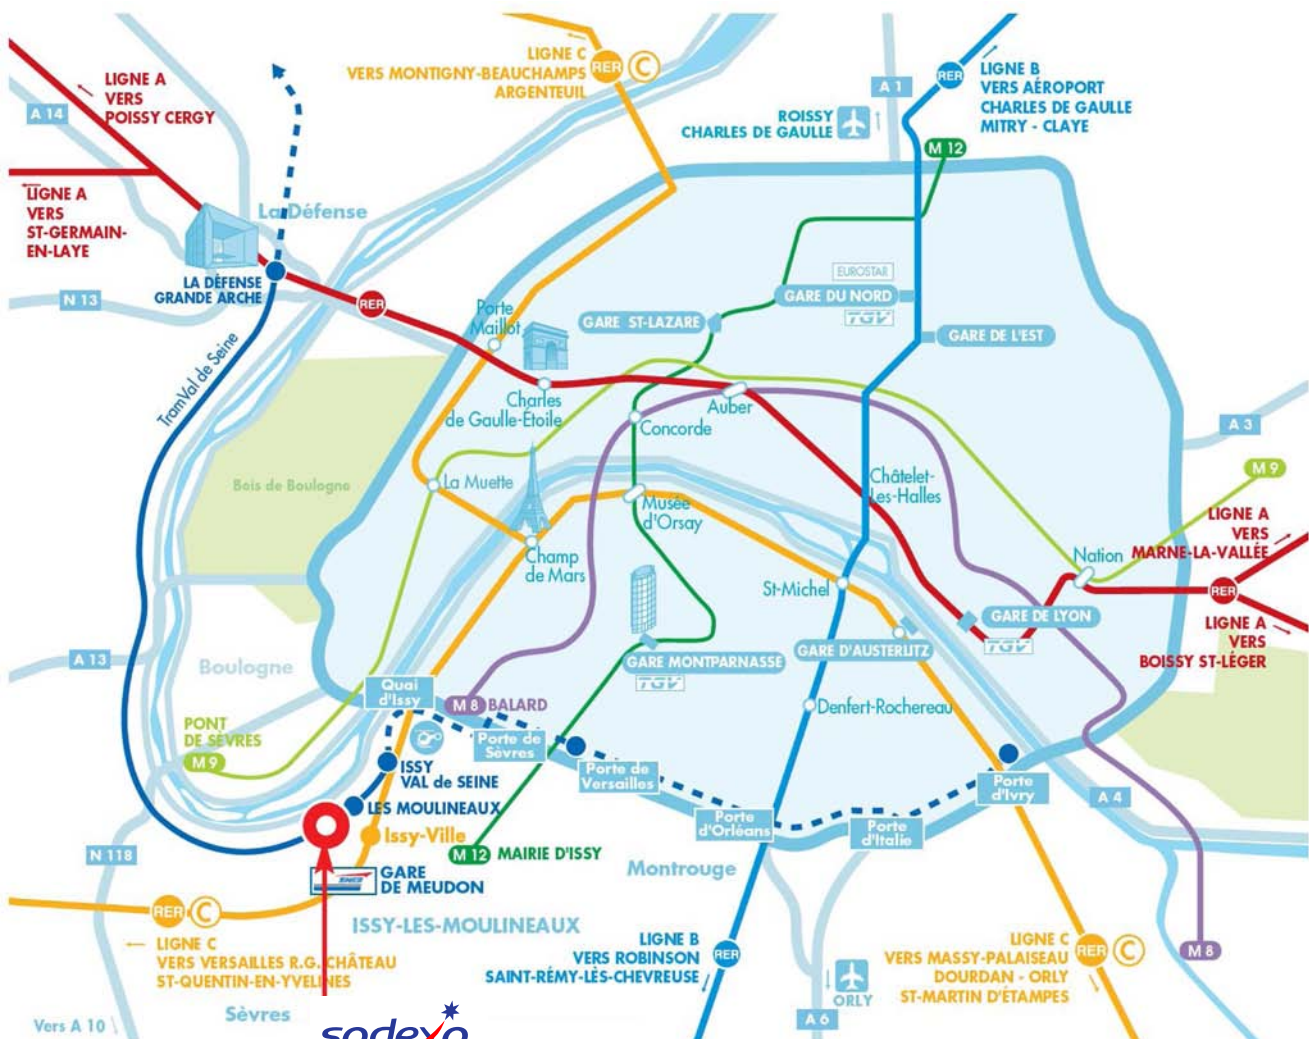 LIGNE C
VERS MONTIGNY-BEAUCHAMPS
ARGENTEUIL
RER C
RER
LIGNE B
VERS AÉROPORT
CHARLES DE GAULLE
MITRY - CLAYE
LIGNE A
VERS
POISSY CERGY
A 14
A 1
ROISSY
CHARLES DE GAULLE
M 12
LIGNE A
VERS
ST-GERMAIN-
EN-LAYE
La Défense
LA DÉFENSE
GRANDE ARCHE
N 13
RER
EUROSTAR
GARE DU NORD
TGV
Porte
Maillot
GARE ST-LAZARE
GARE DE L'EST
Tram Val de Seine
Charles
de Gaulle-Étoile
Auber
Concorde
A 3
Bois de Boulogne
La Muette
Châtelet-
Les-Halles
M 9
Musée
d'Orsay
LIGNE A
VERS
MARNE-LA-VALLÉE
Champ
de Mars
Nation
St-Michel
RER
GARE DE LYON
TGV
LIGNE A
VERS
BOISSY ST-LÉGER
A 13
Boulogne
GARE MONTPARNASSE
TGV
GARE D'AUSTERLITZ
Quai
d'Issy
M 8 BALARD
Denfert-Rochereau
PONT
DE SÈVRES
M 9
Porte de
Sèvres
ISSY
VAL de SEINE
Porte de
Versailles
Porte
d'Ivry
A 4
LES MOULINEAUX
Porte
d'Orléans
Porte
d'Italie
Issy-Ville
N 118
M 12 MAIRIE D'ISSY
Montrouge
GARE
DE MEUDON
RER C
ISSY-LES-MOULINEAUX
LIGNE C
VERS VERSAILLES R.G. CHÂTEAU
ST-QUENTIN-EN-YVELINES
LIGNE B
VERS ROBINSON
SAINT-RÉMY-LÈS-CHEVREUSE
RER
LIGNE C
VERS MASSY-PALAISEAU
DOURDAN - ORLY
ST-MARTIN D'ÉTAMPES
RER C
M 8
ORLY
A 6
Vers A 10
Sèvres
sodexo